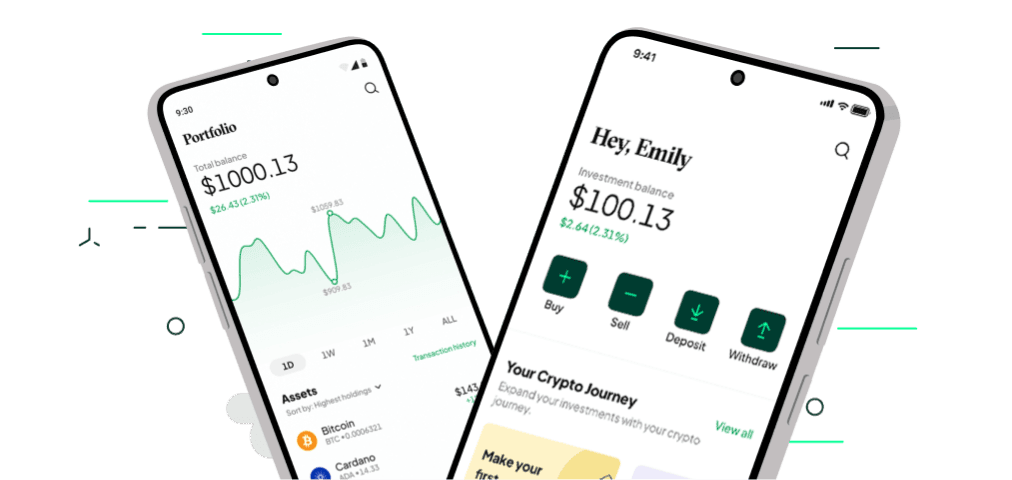 9:30
Portfolio
Total balance
$1000.13
$26.43 (2.31%)
$1059.83
$909.83
1D 1W 1M 1Y ALL
Transaction history
Assets
Sort by: Highest holdings
$143
Bitcoin
BTC •0.0006321
Cardano
ADA •14.33
9:41
Hey, Emily
Investment balance
$100.13
$2.64 (2.31%)
Buy Sell Deposit Withdraw
Your Crypto Journey
Expand your investments with your crypto
journey.
View all
Make your
first